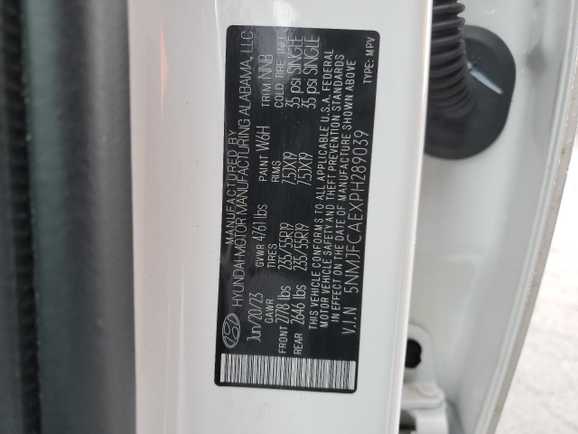 MANUFACTURED BY
HYUNDAI MOTOR MANUFACTURING ALABAMA, LLC
Jun/20/23 GVWR 4761 lbs PAINT W6H TRIM NNB
GAWR TIRES RIMS COLD TIRE INFL
FRONT 2778 lbs 235/55R19 7.5JX19 35 psi SINGLE
REAR 2646 lbs 235/55R19 7.5JX19 35 psi SINGLE
THIS VEHICLE CONFORMS TO ALL APPLICABLE U.S.A. FEDERAL
MOTOR VEHICLE SAFETY AND THEFT PREVENTION STANDARDS
IN EFFECT ON THE DATE OF MANUFACTURE SHOWN ABOVE
V.I.N 5NMJFCAEXPH289039 TYPE: MPV